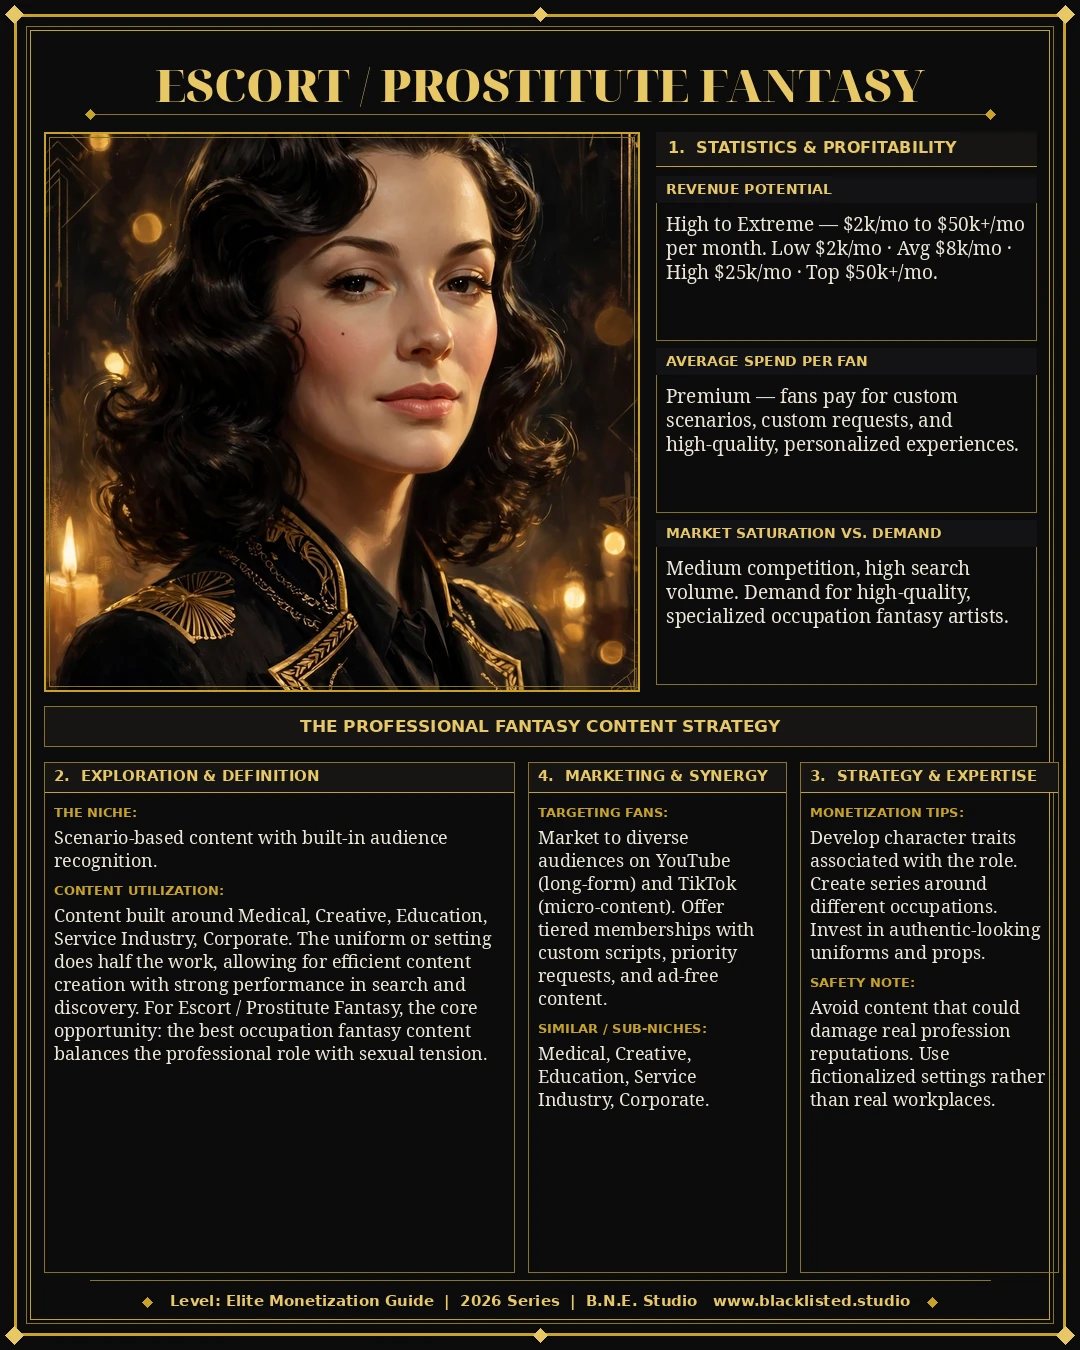 ESCORT / PROSTITUTE FANTASY
1. STATISTICS & PROFITABILITY
REVENUE POTENTIAL
High to Extreme — $2k/mo to $50k+/mo
per month. Low $2k/mo · Avg $8k/mo ·
High $25k/mo · Top $50k+/mo.
AVERAGE SPEND PER FAN
Premium — fans pay for custom
scenarios, custom requests, and
high-quality, personalized experiences.
MARKET SATURATION VS. DEMAND
Medium competition, high search
volume. Demand for high-quality,
specialized occupation fantasy artists.
THE PROFESSIONAL FANTASY CONTENT STRATEGY
2. EXPLORATION & DEFINITION
THE NICHE:
Scenario-based content with built-in audience
recognition.
CONTENT UTILIZATION:
Content built around Medical, Creative, Education,
Service Industry, Corporate. The uniform or setting
does half the work, allowing for efficient content
creation with strong performance in search and
discovery. For Escort / Prostitute Fantasy, the core
opportunity: the best occupation fantasy content
balances the professional role with sexual tension.
4. MARKETING & SYNERGY
TARGETING FANS:
Market to diverse
audiences on YouTube
(long-form) and TikTok
(micro-content). Offer
tiered memberships with
custom scripts, priority
requests, and ad-free
content.
SIMILAR / SUB-NICHES:
Medical, Creative,
Education, Service
Industry, Corporate.
3. STRATEGY & EXPERTISE
MONETIZATION TIPS:
Develop character traits
associated with the role.
Create series around
different occupations.
Invest in authentic-looking
uniforms and props.
SAFETY NOTE:
Avoid content that could
damage real profession
reputations. Use
fictionalized settings rather
than real workplaces.
Level: Elite Monetization Guide | 2026 Series | B.N.E. Studio www.blacklisted.studio